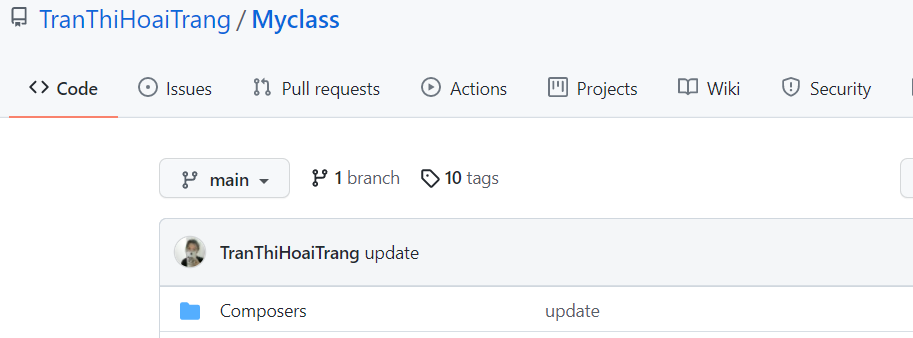 TranThiHoaiTrang / Myclass
Code Issues Pull requests Actions Projects Wiki Security
main 1 branch 10 tags
TranThiHoaiTrang update
Composers update